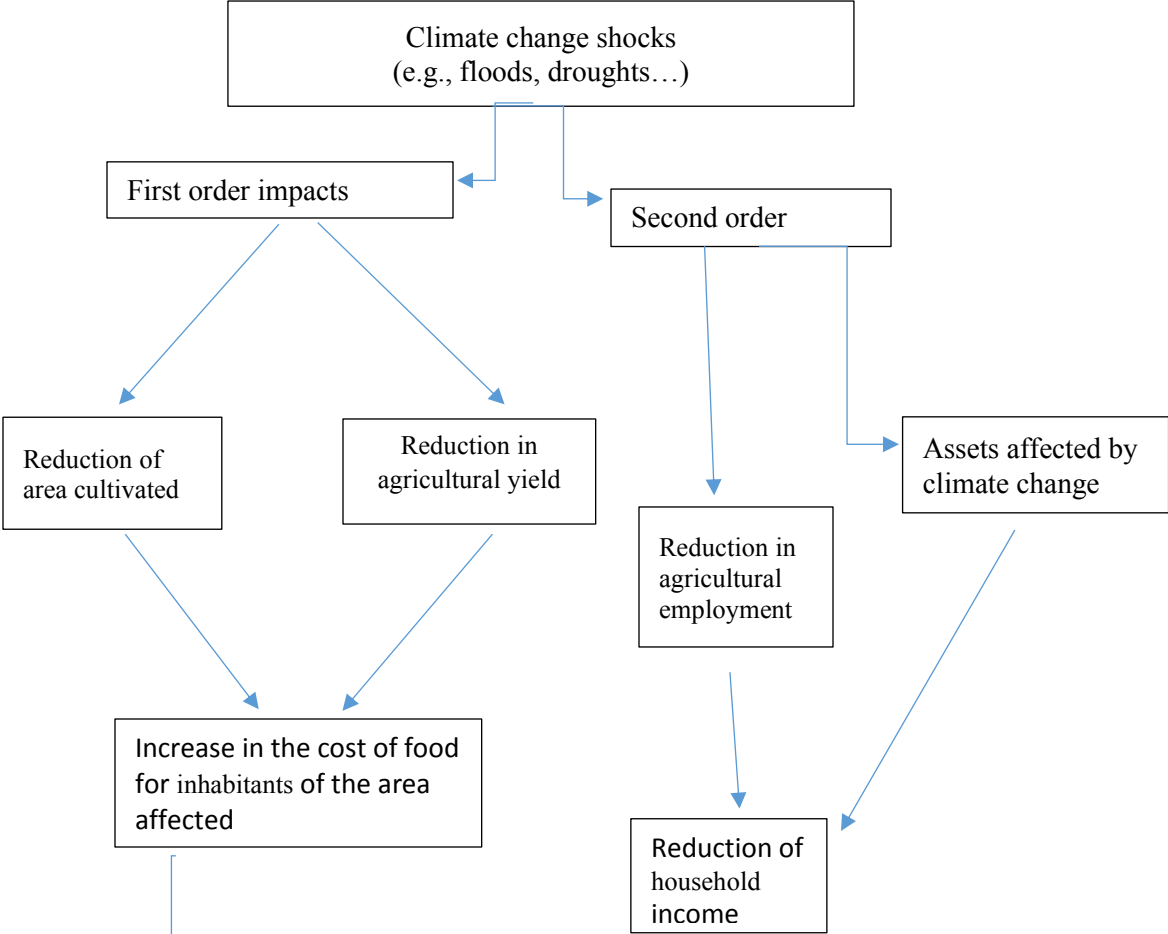 Climate change shocks
(e.g., floods, droughts…)
First order impacts
Second order
Reduction of
area cultivated
Reduction in
agricultural yield
Assets affected by
climate change
Reduction in
agricultural
employment
Increase in the cost of food
for inhabitants of the area
affected
Reduction of
household
income